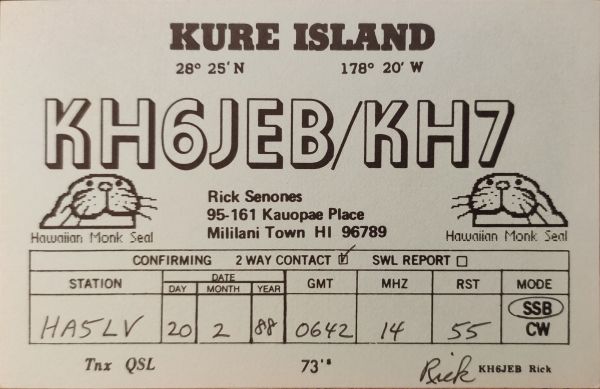 KURE ISLAND
28° 25' N 178° 20' W
KH6JEB/KH7
Rick Senones
95-161 Kauopae Place
Mililani Town HI 96789
Hawaiian Monk Seal Hawaiian Monk Seal
CONFIRMING 2 WAY CONTACT ☑ SWL REPORT ☐
STATION DATE GMT MHZ RST MODE
DAY MONTH YEAR
HA5LV 20 2 88 0642 14 55 SSB
CW
Tnx QSL 73's Rick KH6JEB Rick